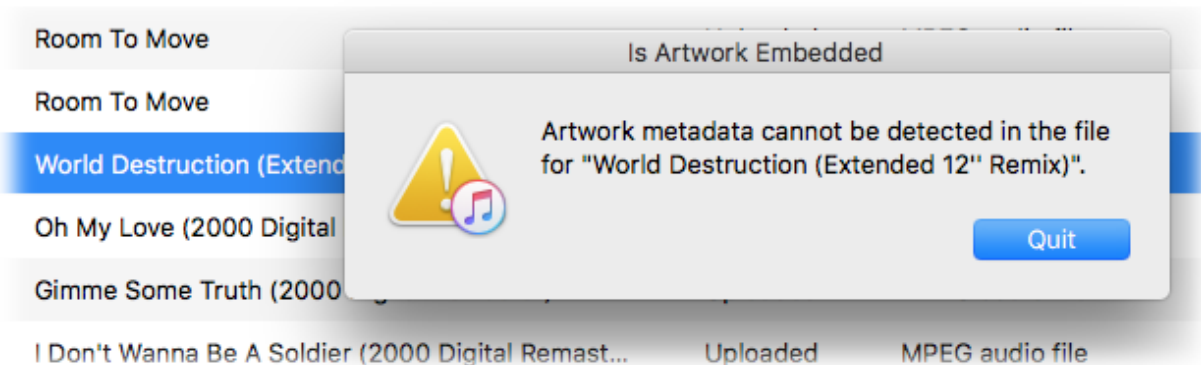 Room To Move
Is Artwork Embedded
Room To Move
Artwork metadata cannot be detected in the file
for "World Destruction (Extended 12'' Remix)".
World Destruction (Extend
Oh My Love (2000 Digital
Quit
Gimme Some Truth (2000
I Don't Wanna Be A Soldier (2000 Digital Remast... Uploaded MPEG audio file